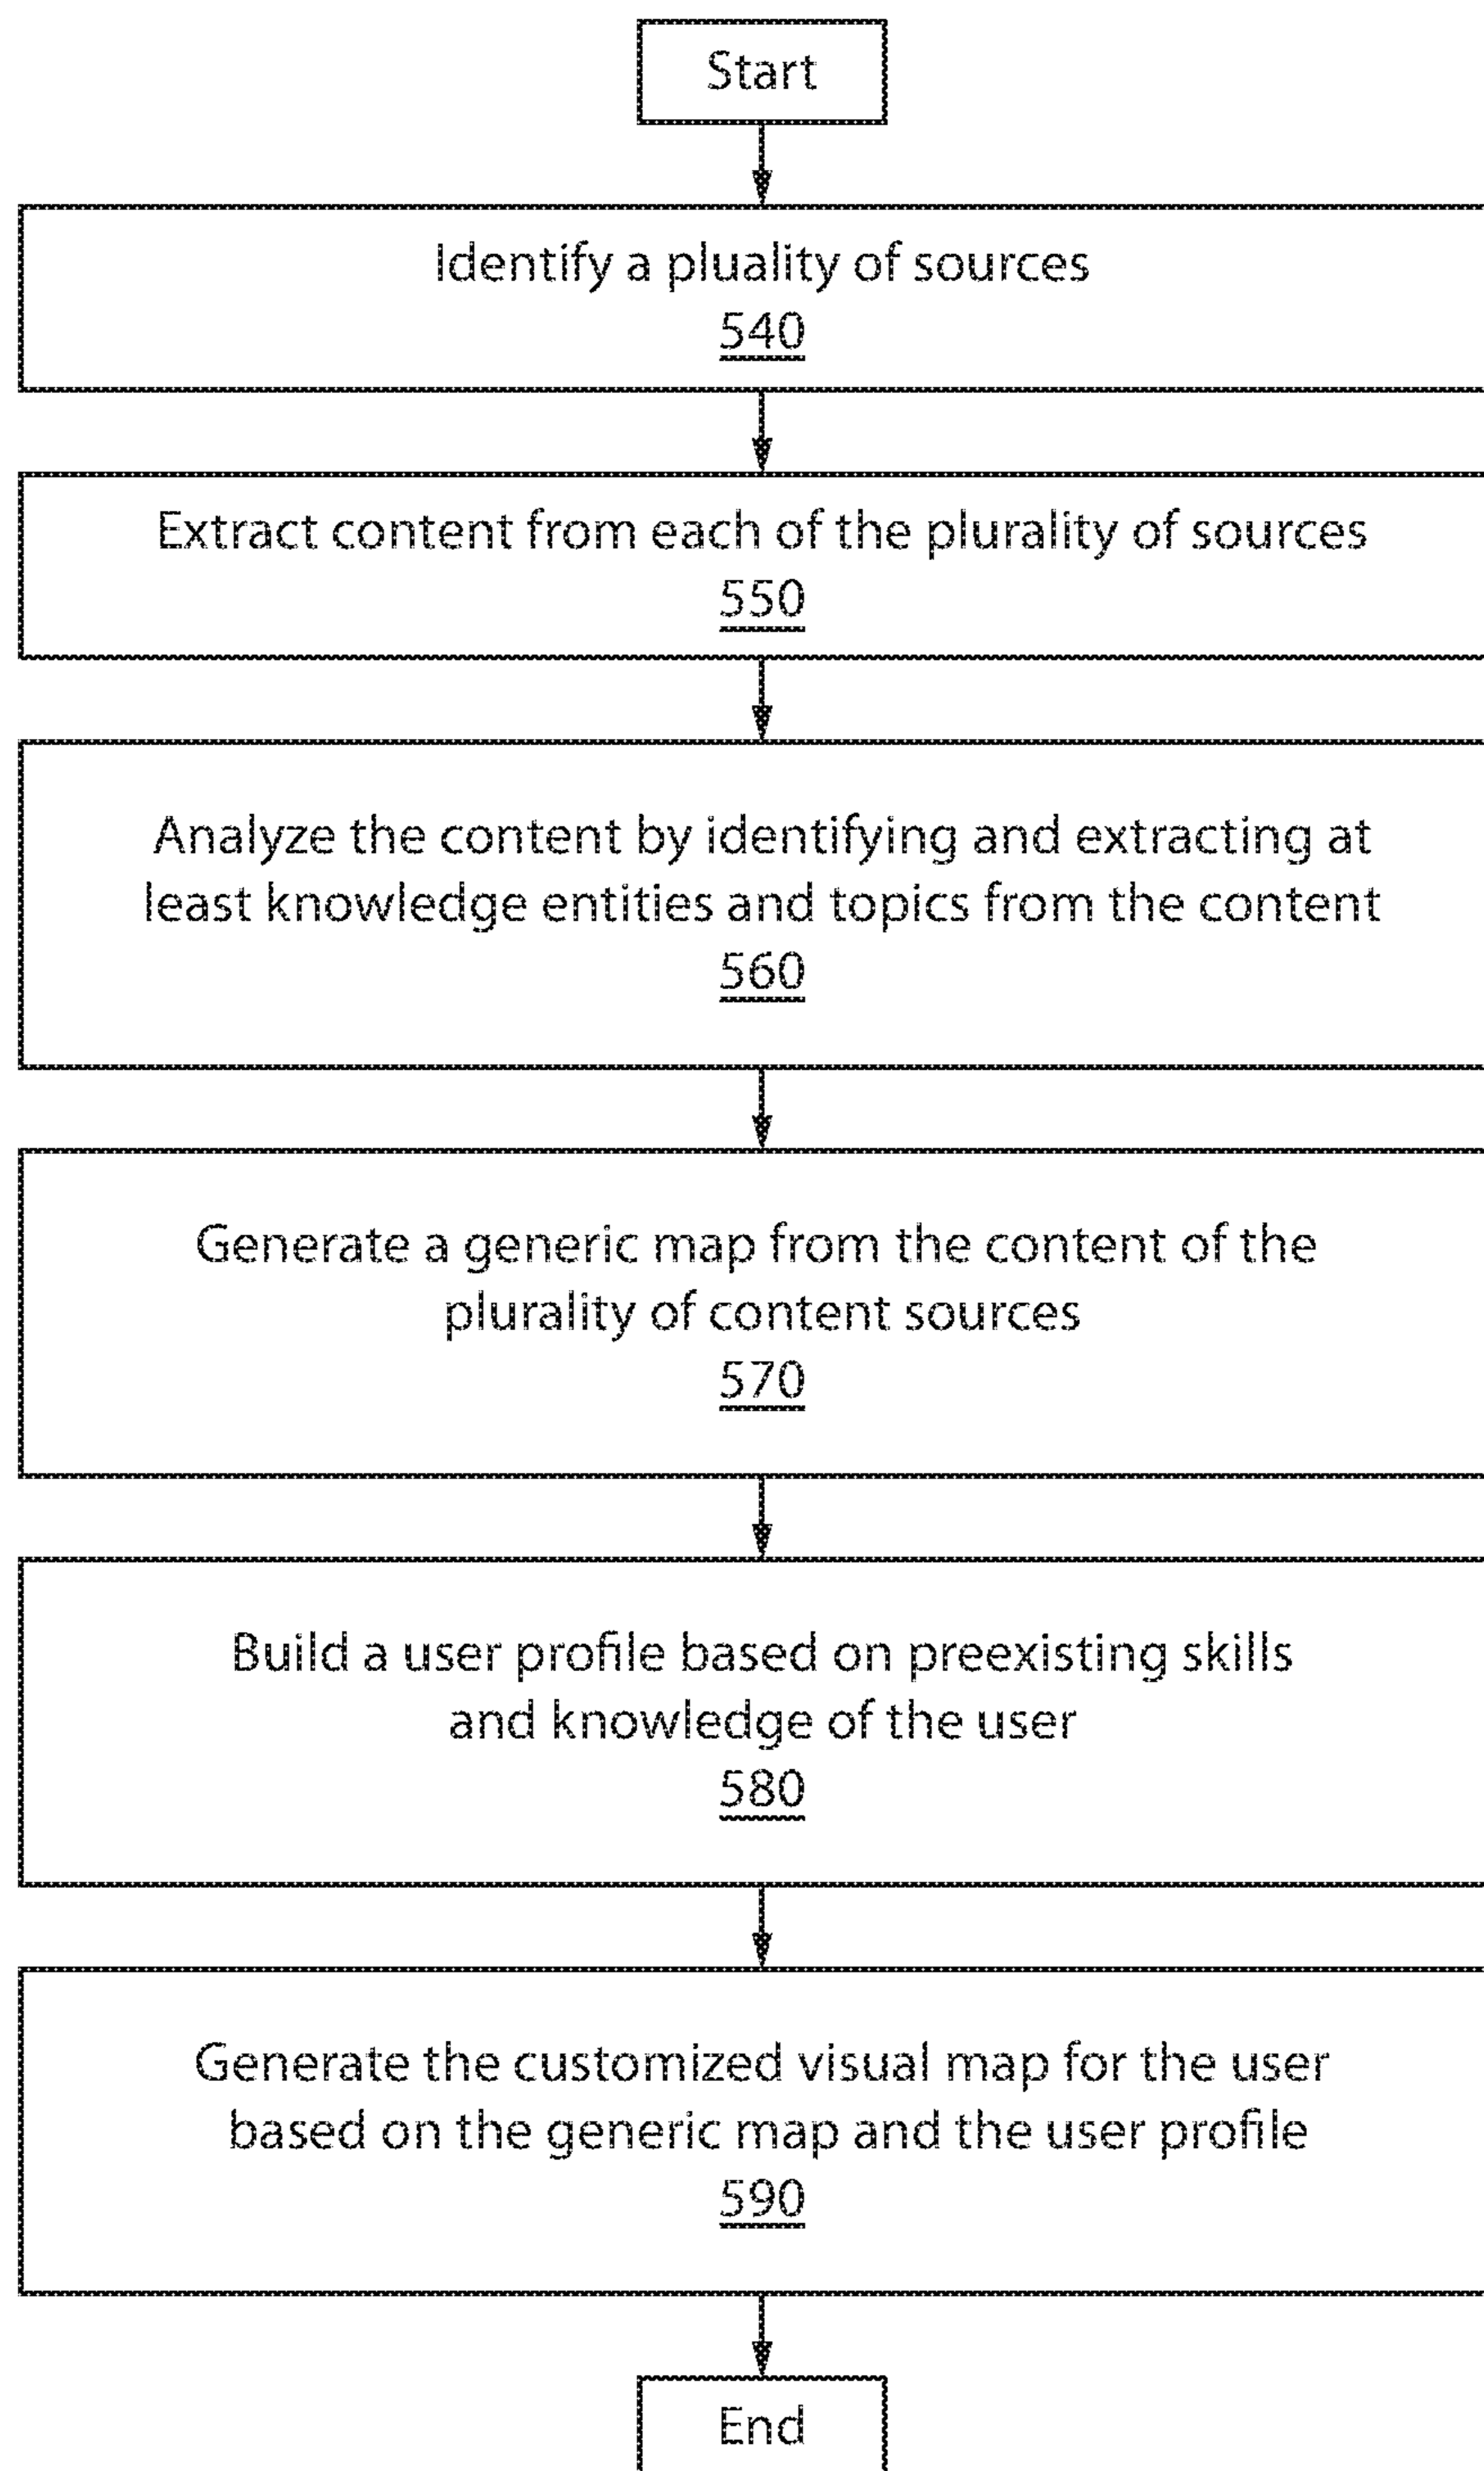 Start
Identify a pluality of sources
540
Extract content from each of the plurality of sources
550
Analyze the content by identifying and extracting at
least knowledge entities and topics from the content
560
Generate a generic map from the content of the
plurality of content sources
570
Build a user profile based on preexisting skills
and knowledge of the user
580
Generate the customized visual map for the user
based on the generic map and the user profile
590
End